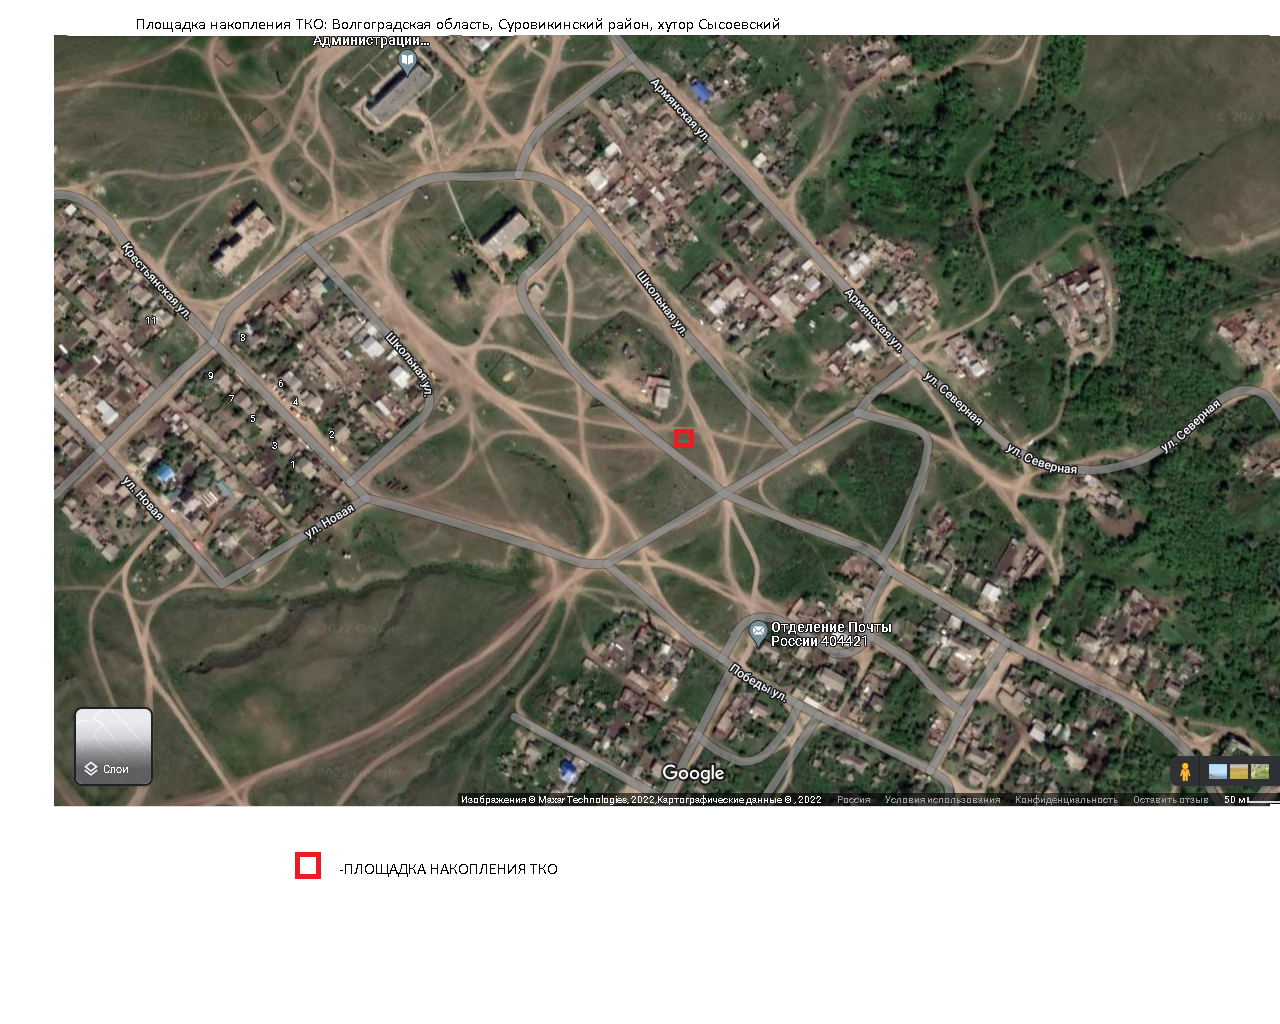 Площадка накопления ТКО: Волгоградская область, Суровикинский район, хутор Сысоевский
Администрации...
Армянская ул.
Крестьянская ул.
Школьная ул.
Армянская ул.
11
8
Школьная ул.
9
6
7
4
5
2
3
1
ул. Северная
ул. Северная
ул. Северная
ул. Новая
ул. Новая
Отделение Почты
России 404421
Победы ул.
Слои
Google
Изображения © Maxar Technologies, 2022,Картографические данные © , 2022 Россия Условия использования Конфиденциальность Оставить отзыв 50 м
-ПЛОЩАДКА НАКОПЛЕНИЯ ТКО